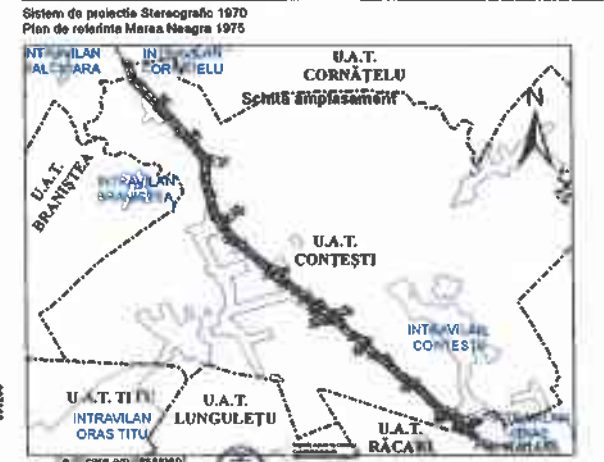 Sistem de proiectie Stereografic 1970
Plan de referinta Marea Neagra 1975
U.A.T.
CORNĂȚELU
Schită amplasament
N
U.A.T.
BRANIȘTEA
INTRAVILAN
U.A.T.
CONȚEȘTI
INTRAVILAN
CONTESTI
U.A.T.
LUNGULEȚU
INTRAVILAN
ORAS TITU
U.A.T.
RĂCARI